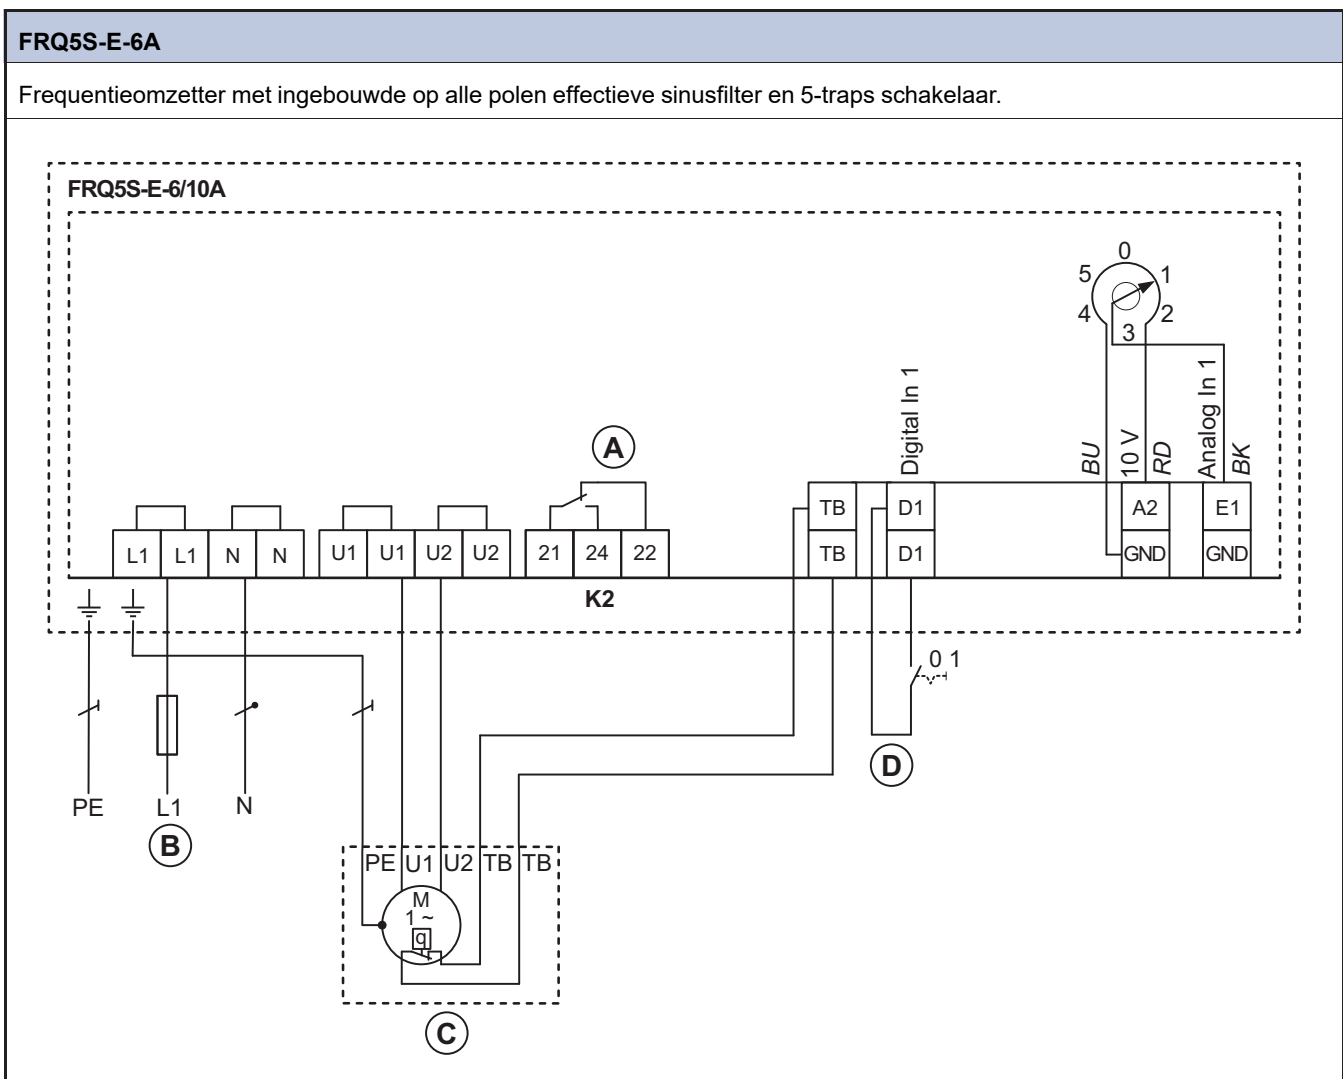 FRQ5S-E-6A
Frequentieomzetter met ingebouwde op alle polen effectieve sinusfilter en 5-traps schakelaar.
FRQ5S-E-6/10A
0
5 1
4 2
3
Digital In 1
BU
10 V
RD
Analog In 1
BK
A
TB D1 A2 E1
L1 L1 N N U1 U1 U2 U2 21 24 22 TB D1 GND GND
K2
0 1
D
PE L1 N
B
PE U1 U2 TB TB
M
1 ~
q
C